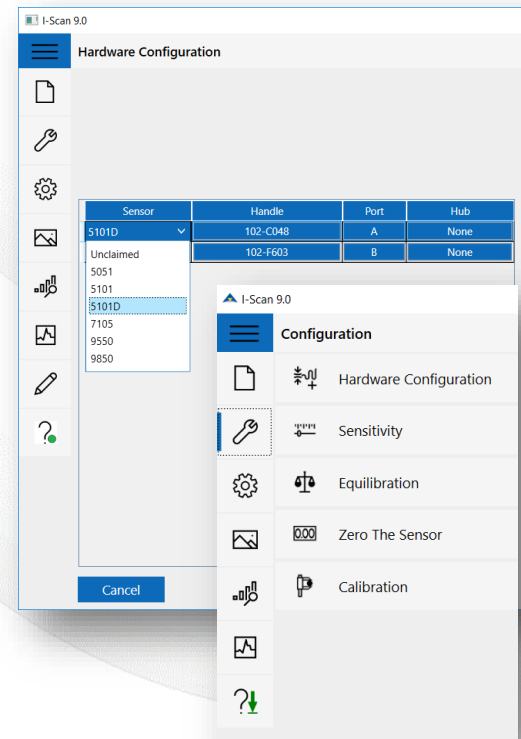 I-Scan 9.0
Hardware Configuration
Sensor Handle Port Hub
5101D 102-C048 A None
102-F603 B None
Unclaimed
5051
5101
5101D
7105
9550
9850
Cancel
I-Scan 9.0
Configuration
Hardware Configuration
Sensitivity
Equilibration
0.00 Zero The Sensor
Calibration